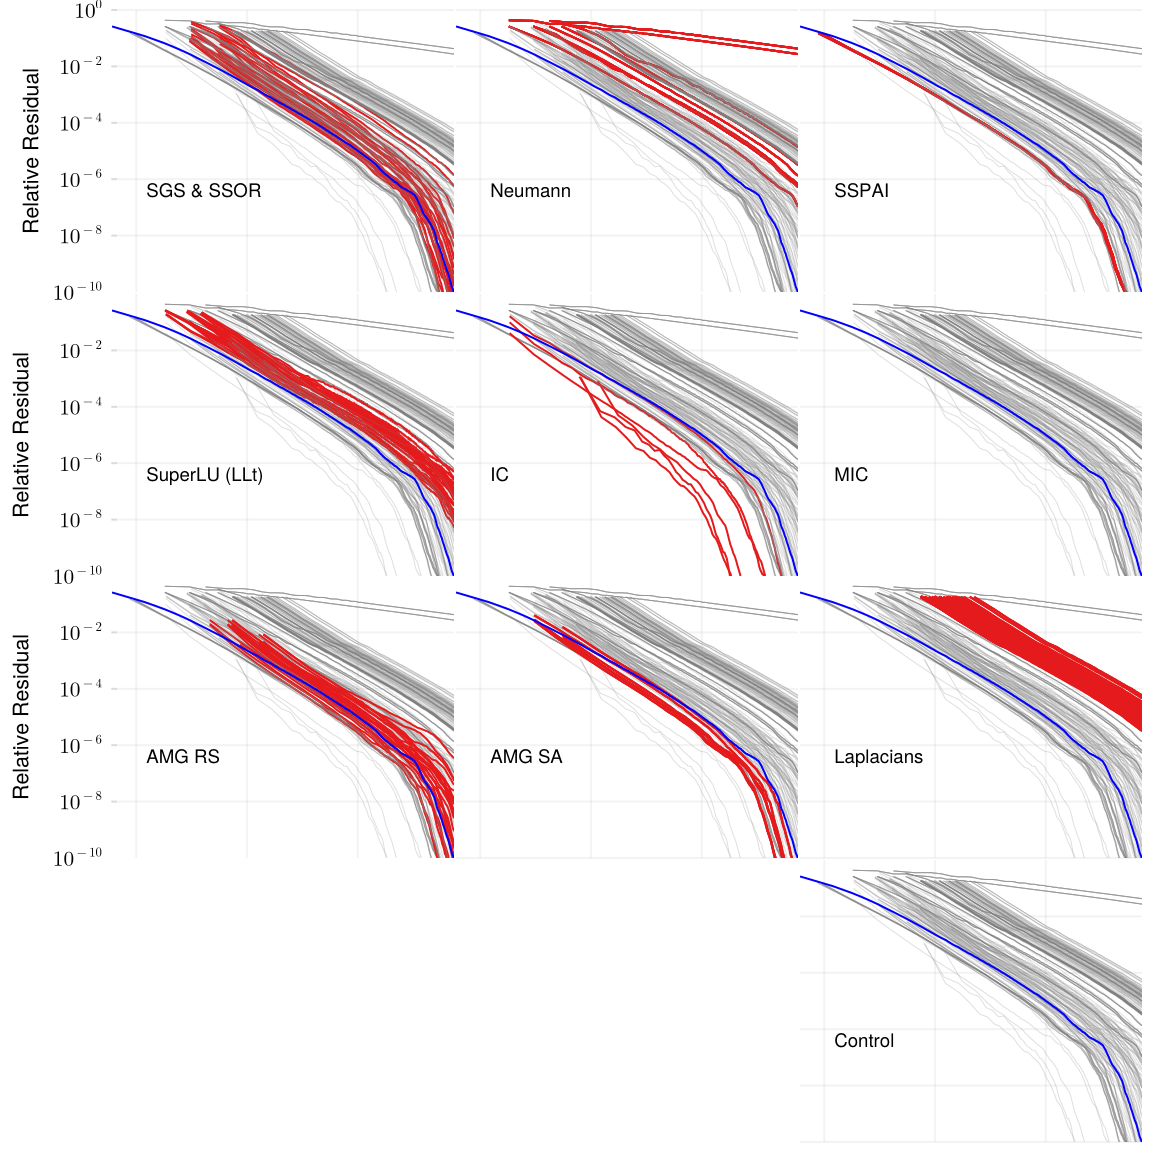 10^0
10^-2
10^-4
10^-6
10^-8
10^-10
Relative Residual
SGS & SSOR
Neumann
SSPAI
10^-2
10^-4
10^-6
10^-8
10^-10
Relative Residual
SuperLU (LLt)
IC
MIC
10^-2
10^-4
10^-6
10^-8
10^-10
Relative Residual
AMG RS
AMG SA
Laplacians
Control